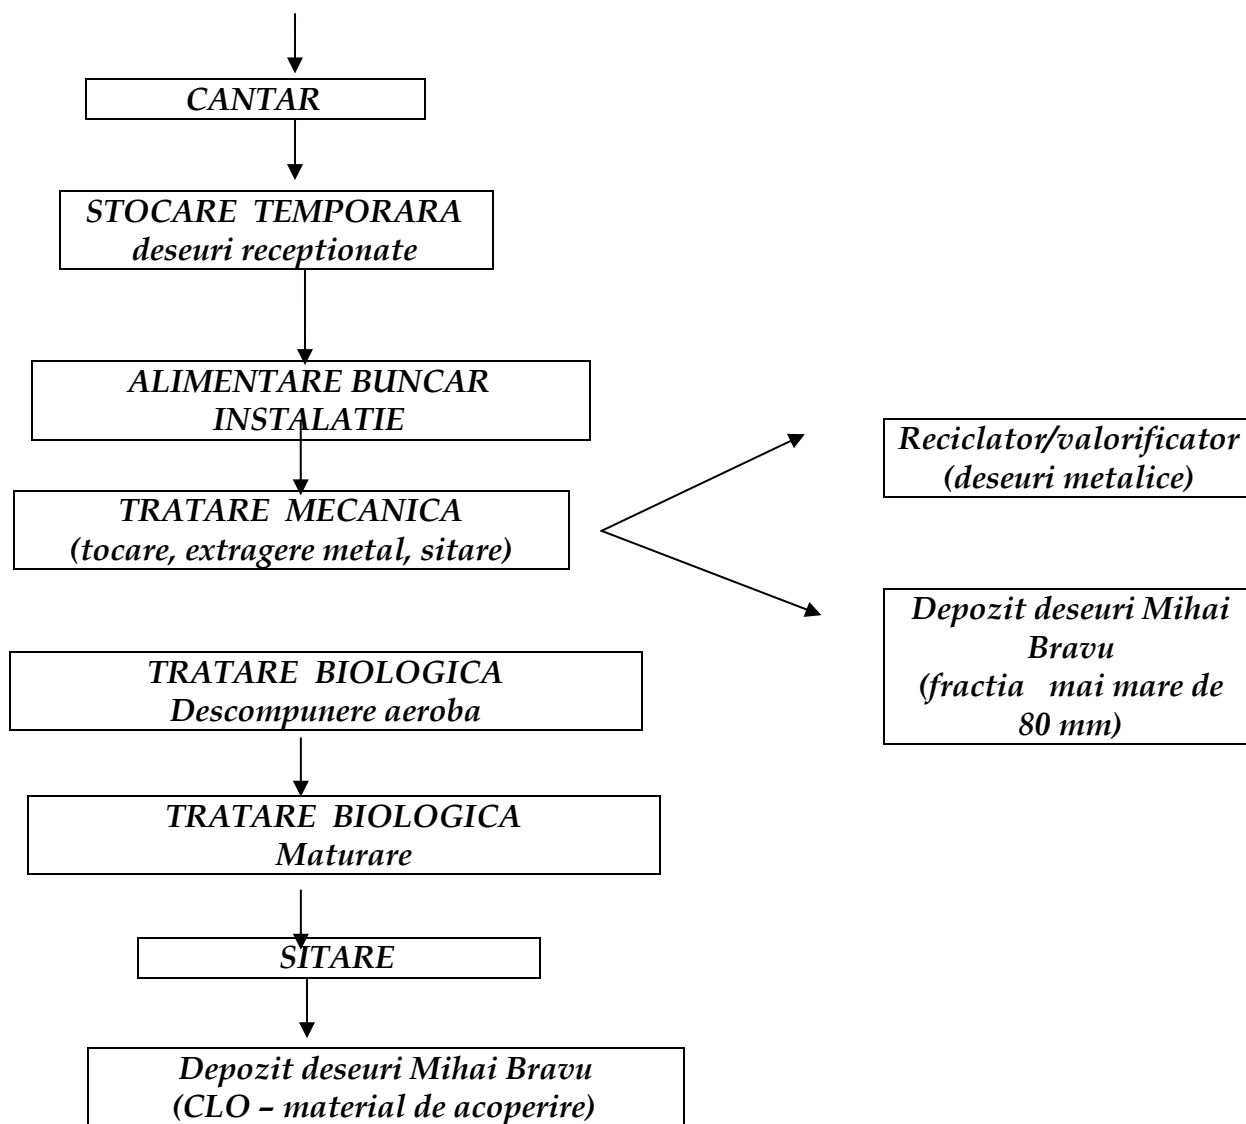 CANTAR
STOCARE TEMPORARA
deseuri receptionate
ALIMENTARE BUNCAR
INSTALATIE
TRATARE MECANICA
(tocare, extragere metal, sitare)
Reciclator/valorificator
(deseuri metalice)
Depozit deseuri Mihai
Bravu
(fractia mai mare de
80 mm)
TRATARE BIOLOGICA
Descompunere aeroba
TRATARE BIOLOGICA
Maturare
SITARE
Depozit deseuri Mihai Bravu
(CLO – material de acoperire)